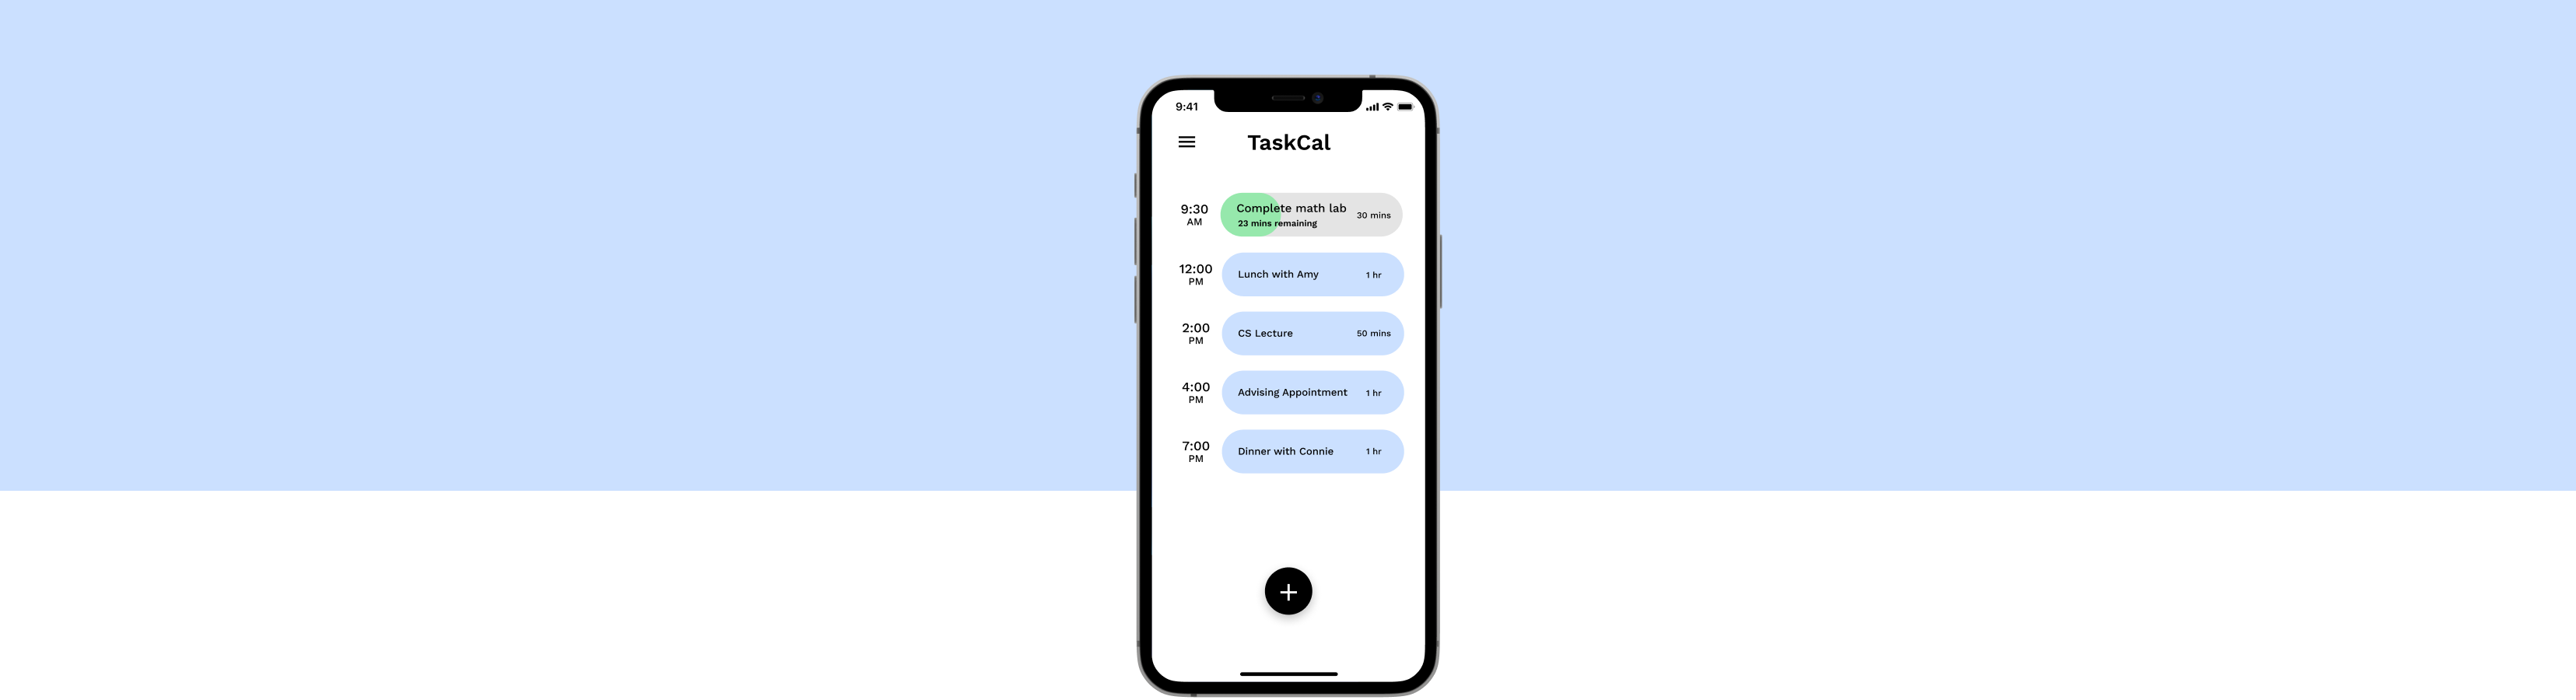 9:41
TaskCal
9:30
AM
Complete math lab
23 mins remaining
30 mins
12:00
PM
Lunch with Amy
1 hr
2:00
PM
CS Lecture
50 mins
4:00
PM
Advising Appointment
1 hr
7:00
PM
Dinner with Connie
1 hr